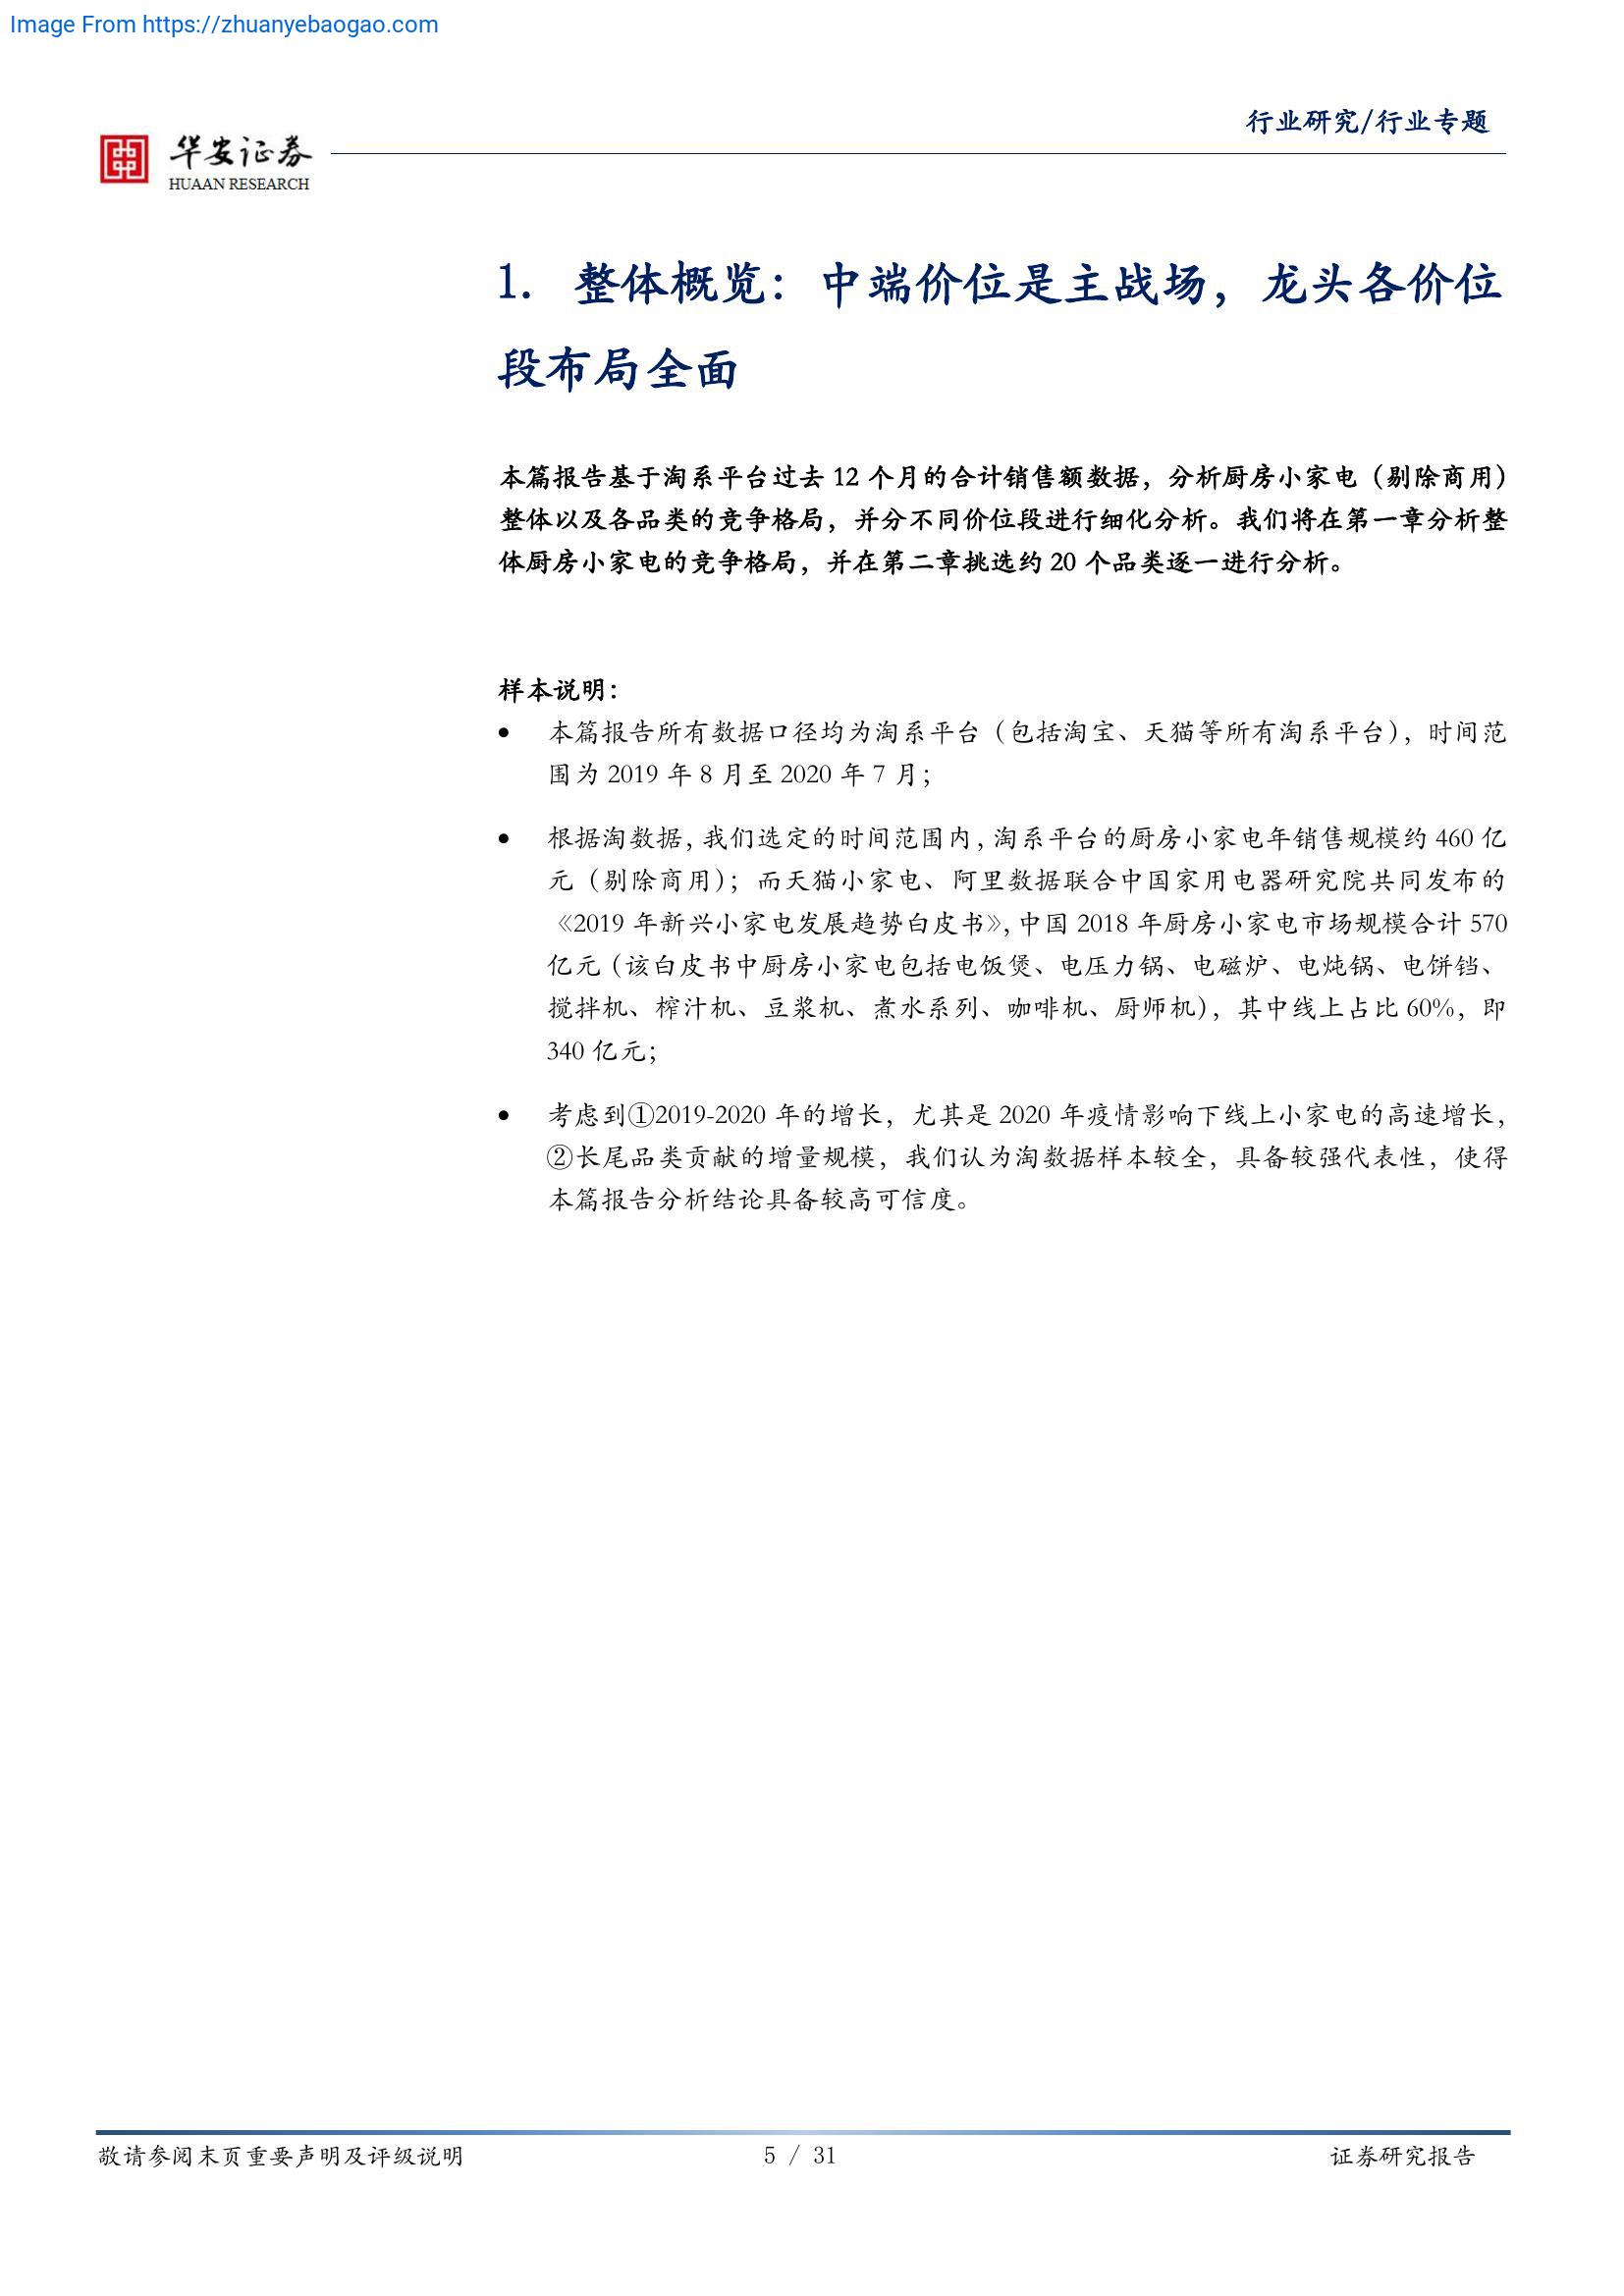 Image From https://zhuanyebaogao.com
行业研究/行业专题
华安证券
HUAAN RESEARCH
1. 整体概览：中端价位是主战场，龙头各价位
段布局全面
本篇报告基于淘系平台过去 12 个月的合计销售额数据，分析厨房小家电（剔除商用）
整体以及各品类的竞争格局，并分不同价位段进行细化分析。我们将在第一章分析整
体厨房小家电的竞争格局，并在第二章挑选约 20 个品类逐一进行分析。
样本说明：
● 本篇报告所有数据口径均为淘系平台（包括淘宝、天猫等所有淘系平台），时间范
围为 2019 年 8 月至 2020 年 7 月；
● 根据淘数据，我们选定的时间范围内，淘系平台的厨房小家电年销售规模约 460 亿
元（剔除商用）；而天猫小家电、阿里数据联合中国家用电器研究院共同发布的
《2019 年新兴小家电发展趋势白皮书》，中国 2018 年厨房小家电市场规模合计 570
亿元（该白皮书中厨房小家电包括电饭煲、电压力锅、电磁炉、电炖锅、电饼铛、
搅拌机、榨汁机、豆浆机、煮水系列、咖啡机、厨师机），其中线上占比 60%，即
340 亿元；
● 考虑到①2019-2020 年的增长，尤其是 2020 年疫情影响下线上小家电的高速增长，
②长尾品类贡献的增量规模，我们认为淘数据样本较全，具备较强代表性，使得
本篇报告分析结论具备较高可信度。
敬请参阅末页重要声明及评级说明
5 / 31
证券研究报告